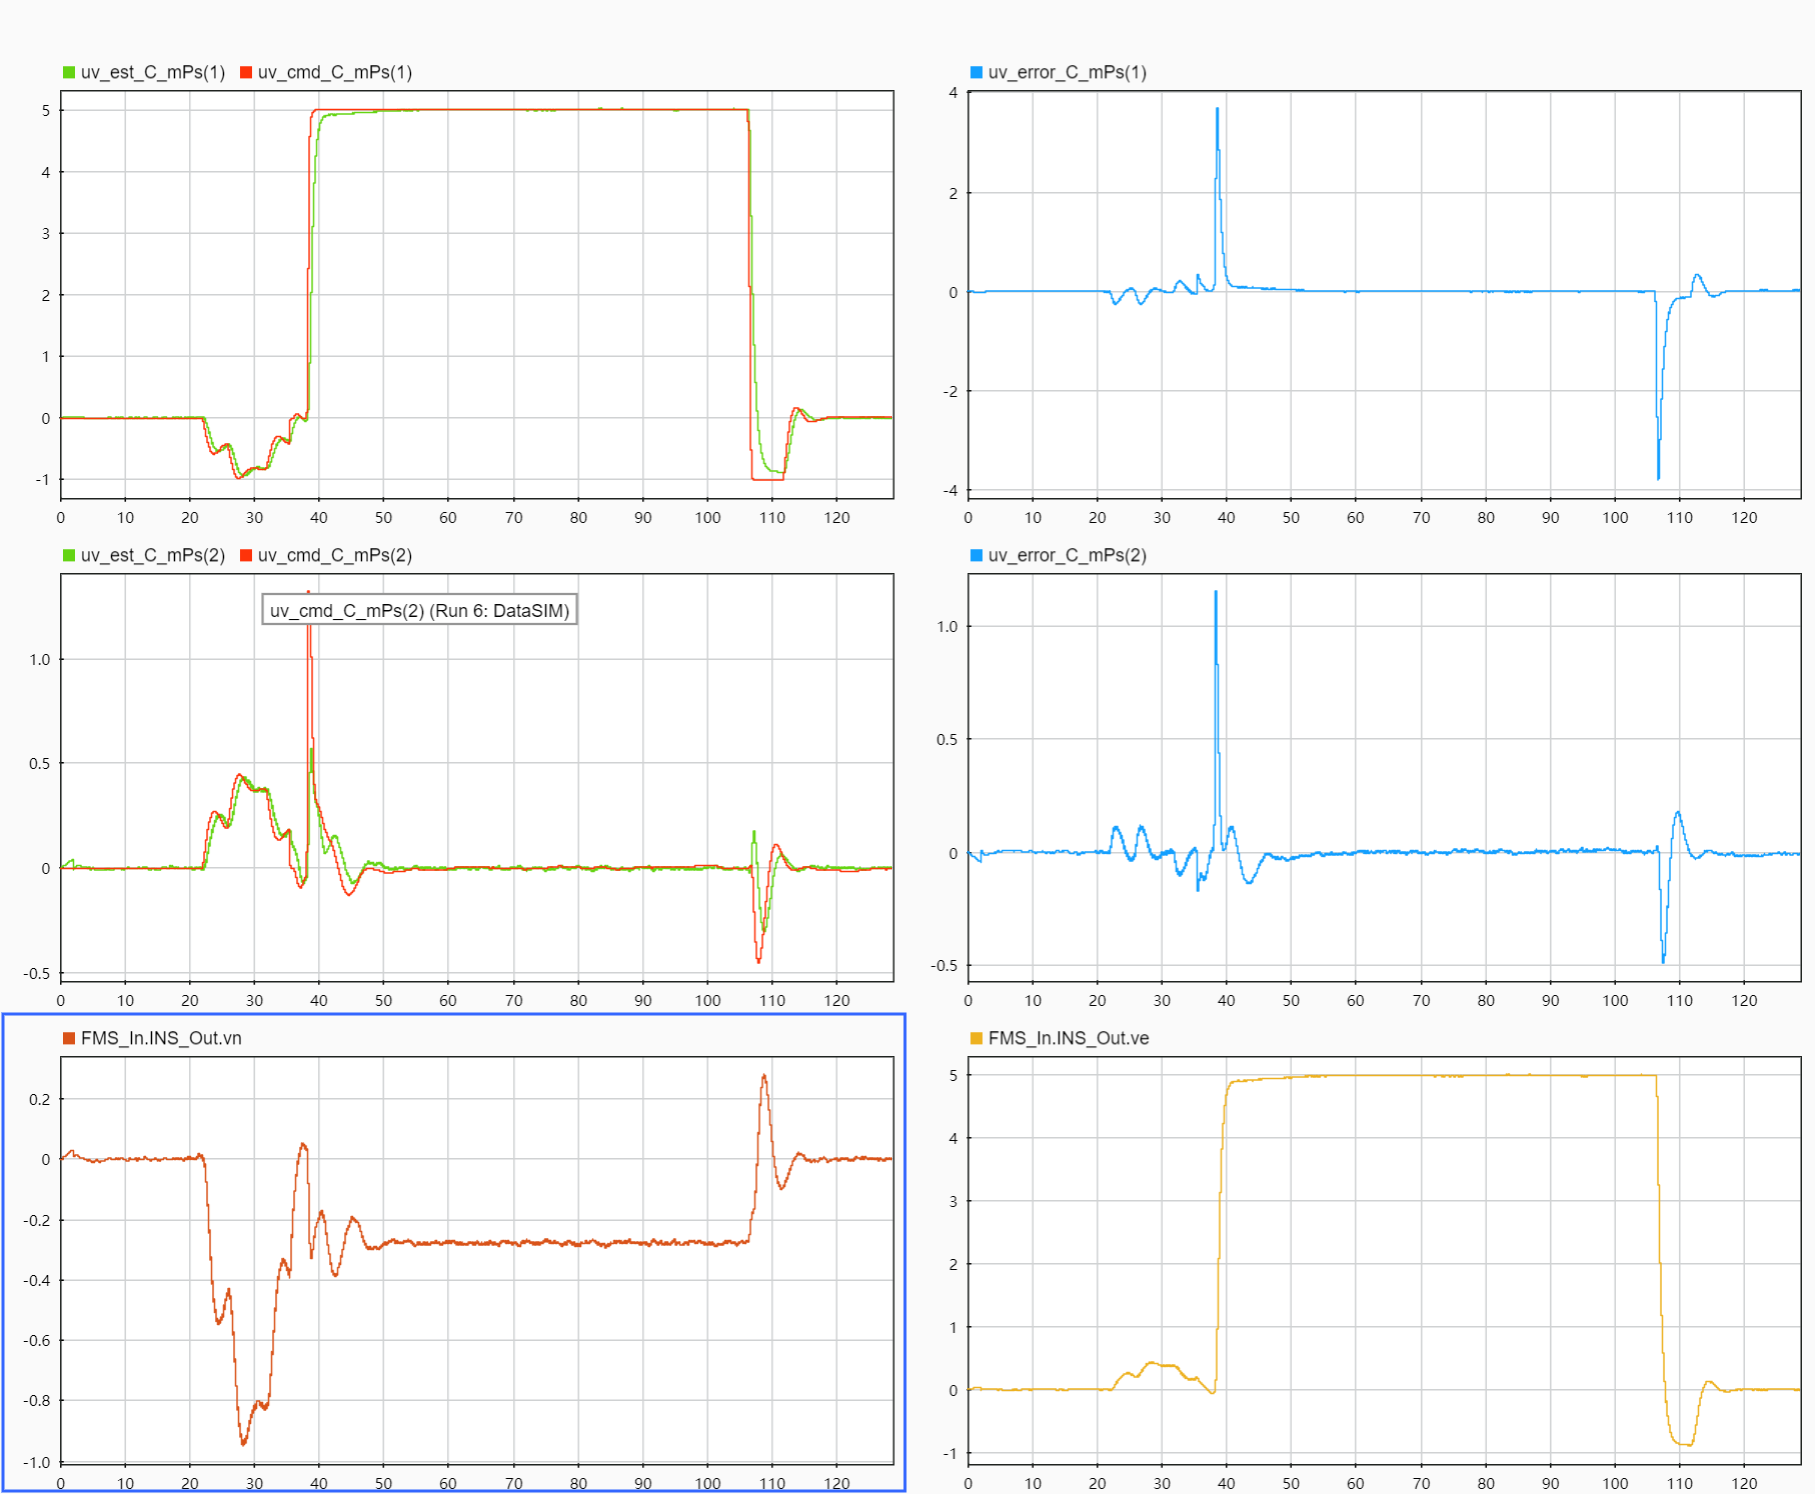 uv_est_C_mPs(1) uv_cmd_C_mPs(1)
5
4
3
2
1
0
-1
0 10 20 30 40 50 60 70 80 90 100 110 120
uv_error_C_mPs(1)
4
2
0
-2
-4
0 10 20 30 40 50 60 70 80 90 100 110 120
uv_est_C_mPs(2) uv_cmd_C_mPs(2)
uv_cmd_C_mPs(2) (Run 6: DataSIM)
1.0
0.5
0
-0.5
0 10 20 30 40 50 60 70 80 90 100 110 120
uv_error_C_mPs(2)
1.0
0.5
0
-0.5
0 10 20 30 40 50 60 70 80 90 100 110 120
FMS_In.INS_Out.vn
0.2
0
-0.2
-0.4
-0.6
-0.8
-1.0
0 10 20 30 40 50 60 70 80 90 100 110 120
FMS_In.INS_Out.ve
5
4
3
2
1
0
-1
0 10 20 30 40 50 60 70 80 90 100 110 120